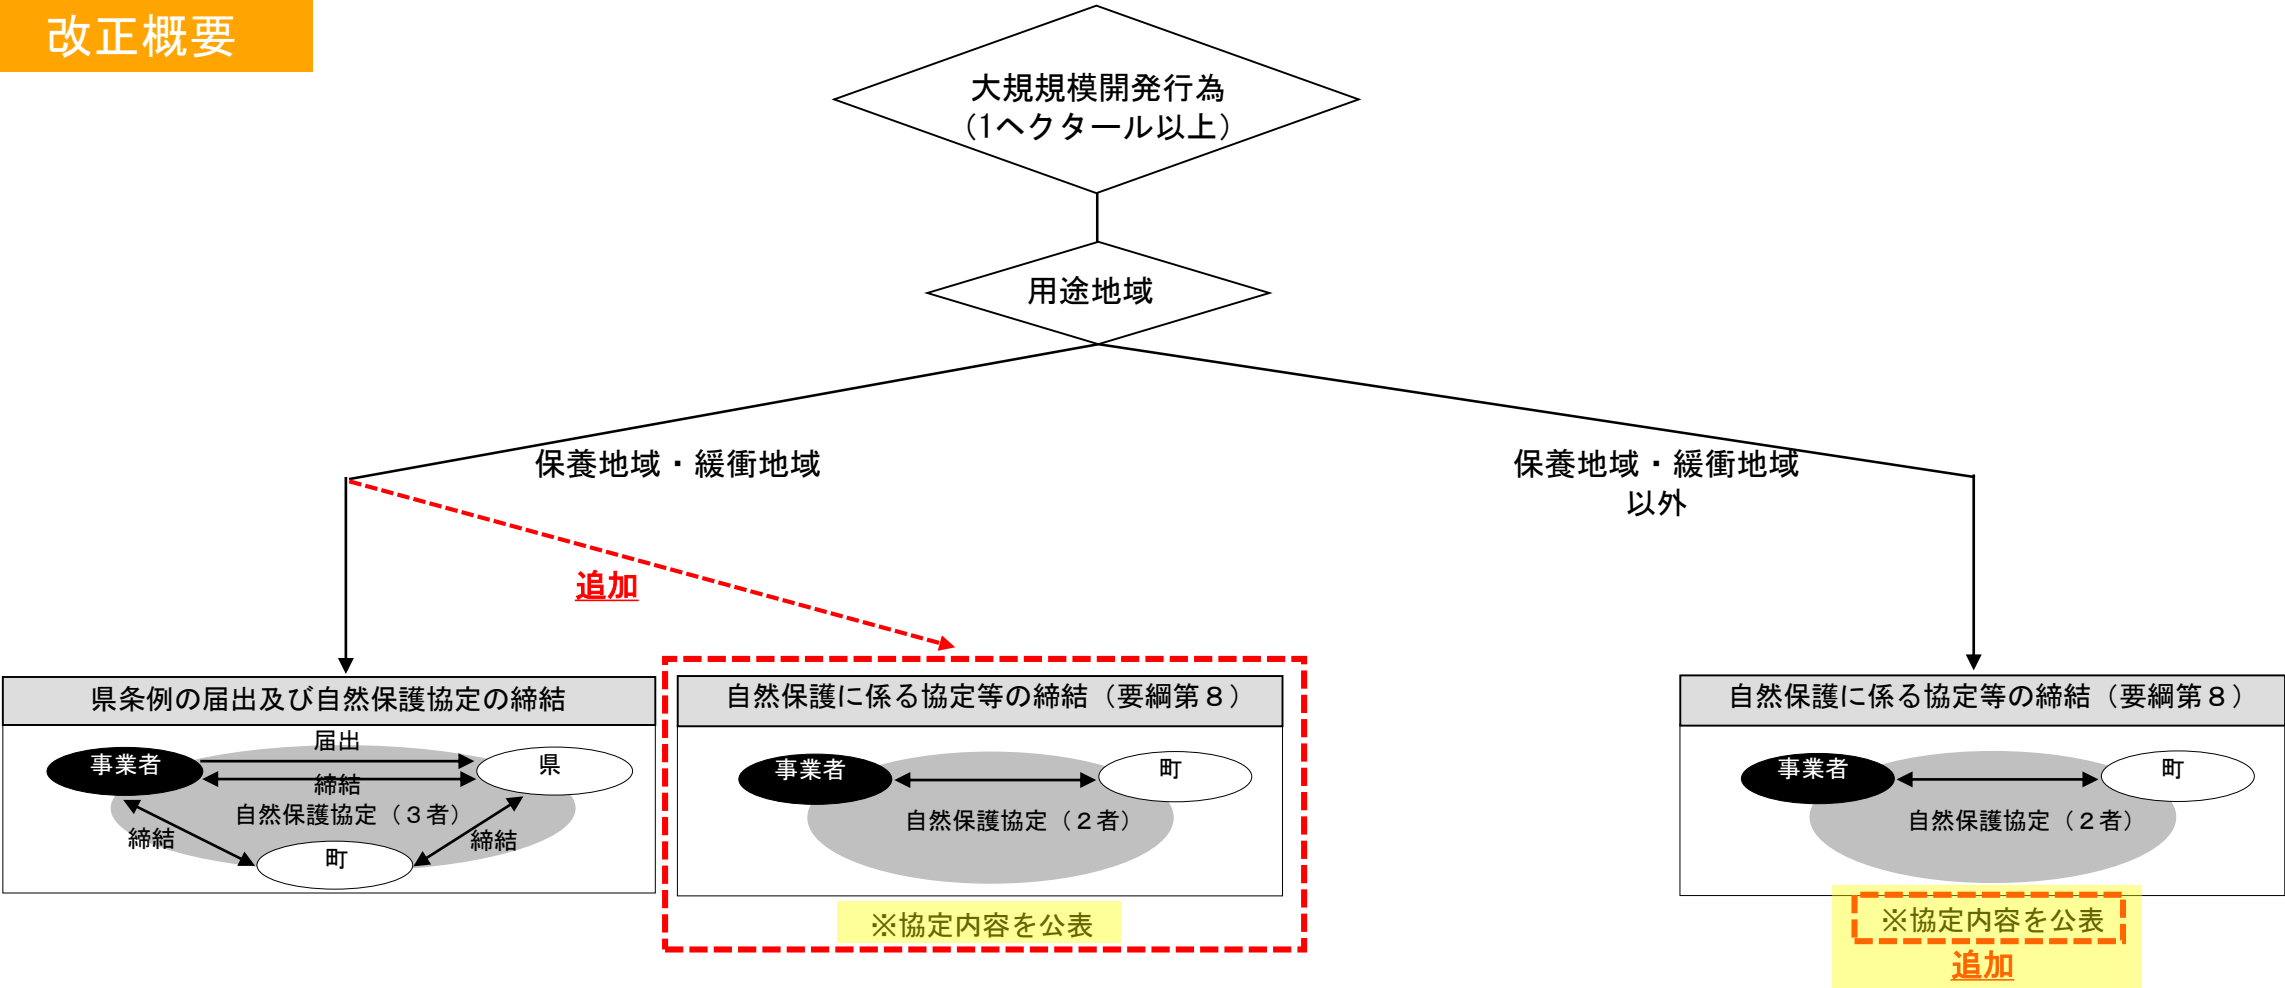 改正概要
大規規模開発行為
(1ヘクタール以上)
用途地域
保養地域・緩衝地域
保養地域・緩衝地域
以外
追加
県条例の届出及び自然保護協定の締結
届出
事業者
県
締結
自然保護協定（３者）
締結
締結
町
自然保護に係る協定等の締結（要綱第８）
事業者
町
自然保護協定（２者）
※協定内容を公表
自然保護に係る協定等の締結（要綱第８）
事業者
町
自然保護協定（２者）
※協定内容を公表
追加